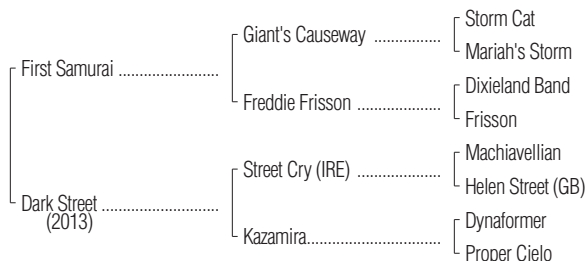 Storm Cat
Giant's Causeway ..................
Mariah's Storm
First Samurai ......................
Dixieland Band
Freddie Frisson ...................
Frisson
Machiavellian
Street Cry (IRE) ...................
Helen Street (GB)
Dark Street ..........................
(2013)
Dynaformer
Kazamira..............................
Proper Cielo